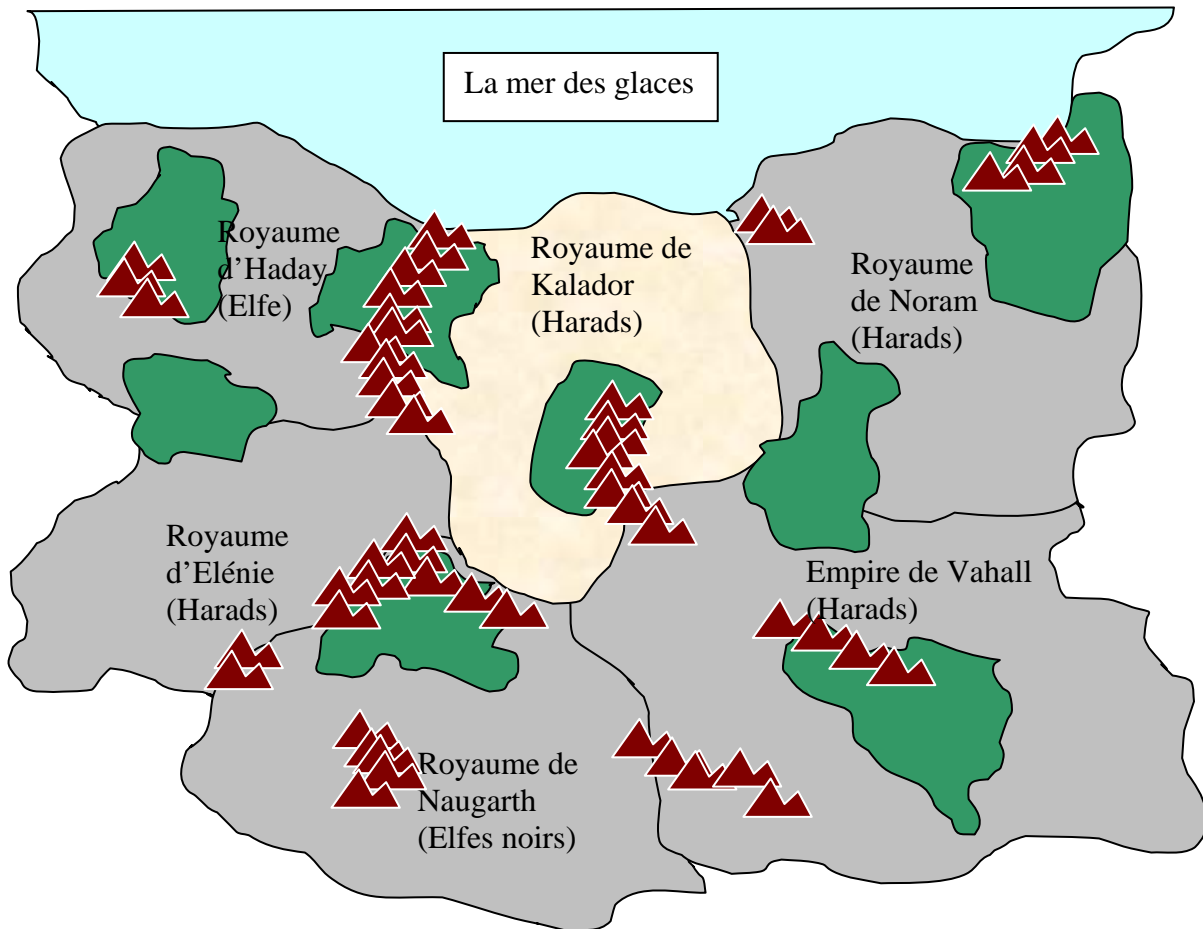 La mer des glaces
Royaume
d'Haday
(Elfe)
Royaume de
Kalador
(Harads)
Royaume
de Noram
(Harads)
Royaume
d'Elénie
(Harads)
Empire de Vahall
(Harads)
Royaume de
Naugarth
(Elfes noirs)